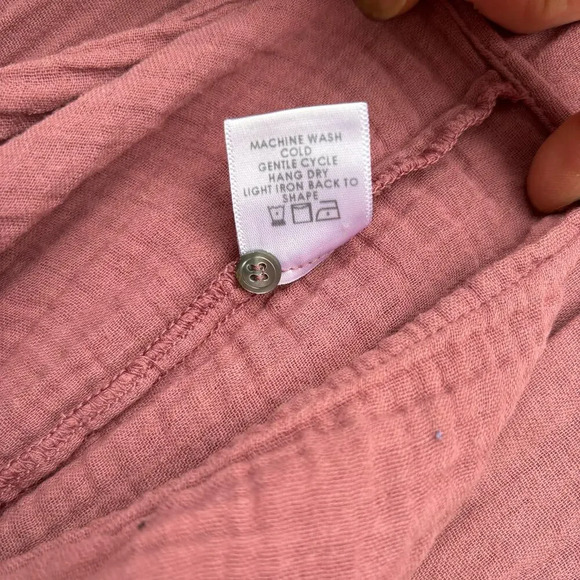 MACHINE WASH
COLD
GENTLE CYCLE
HANG DRY
LIGHT IRON BACK TO
SHAPE